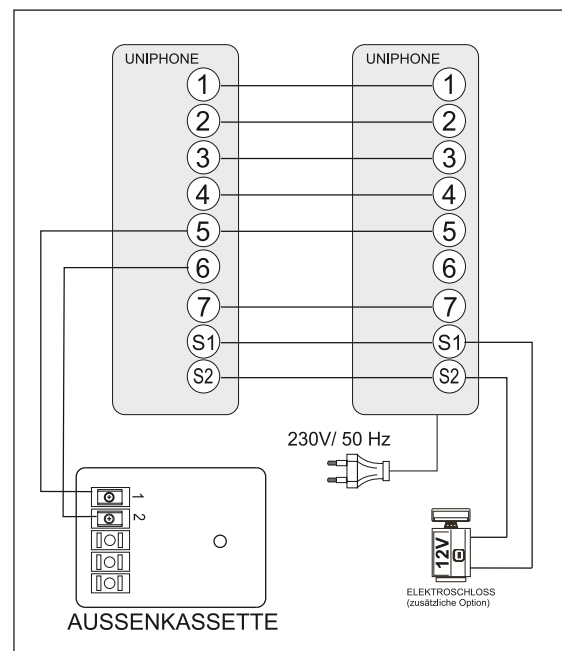 UNIPHONE UNIPHONE
1 1
2 2
3 3
4 4
5 5
6 6
7 7
S1 S1
S2 S2
230V/ 50 Hz
1
2
12V
ELEKTROSCHLOSS
(zusätzliche Option)
AUSSENKASSETTE